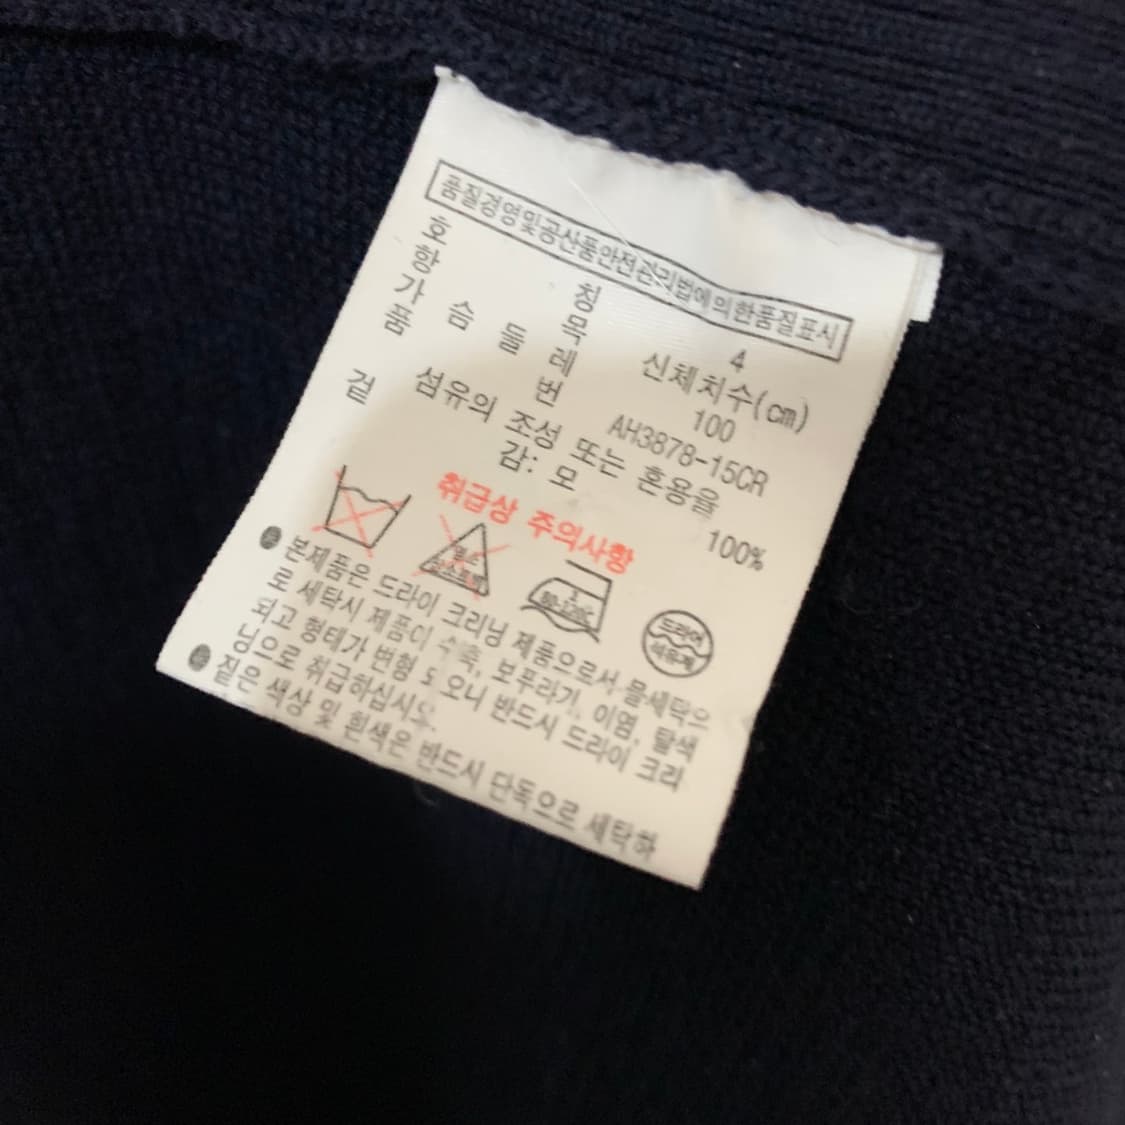 품질경영및공산품안전관리법에의한품질표시
호 칭 4
항 목 신체치수(cm)
가 슴 둘 레 100
품 번 AH3878-15CR
섬유의 조성 또는 혼용율
겉 감: 모 100%
취급상 주의사항
염소
80-120℃
드라이
석유계
● 본제품은 드라이 크리닝 제품으로서 물세탁으
로 세탁시 제품이 수축, 보푸라기, 이염, 탈색
되고 형태가 변형 오니 반드시 드라이 크리
닝으로 취급하십시오.
● 짙은 색상 및 흰색은 반드시 단독으로 세탁하